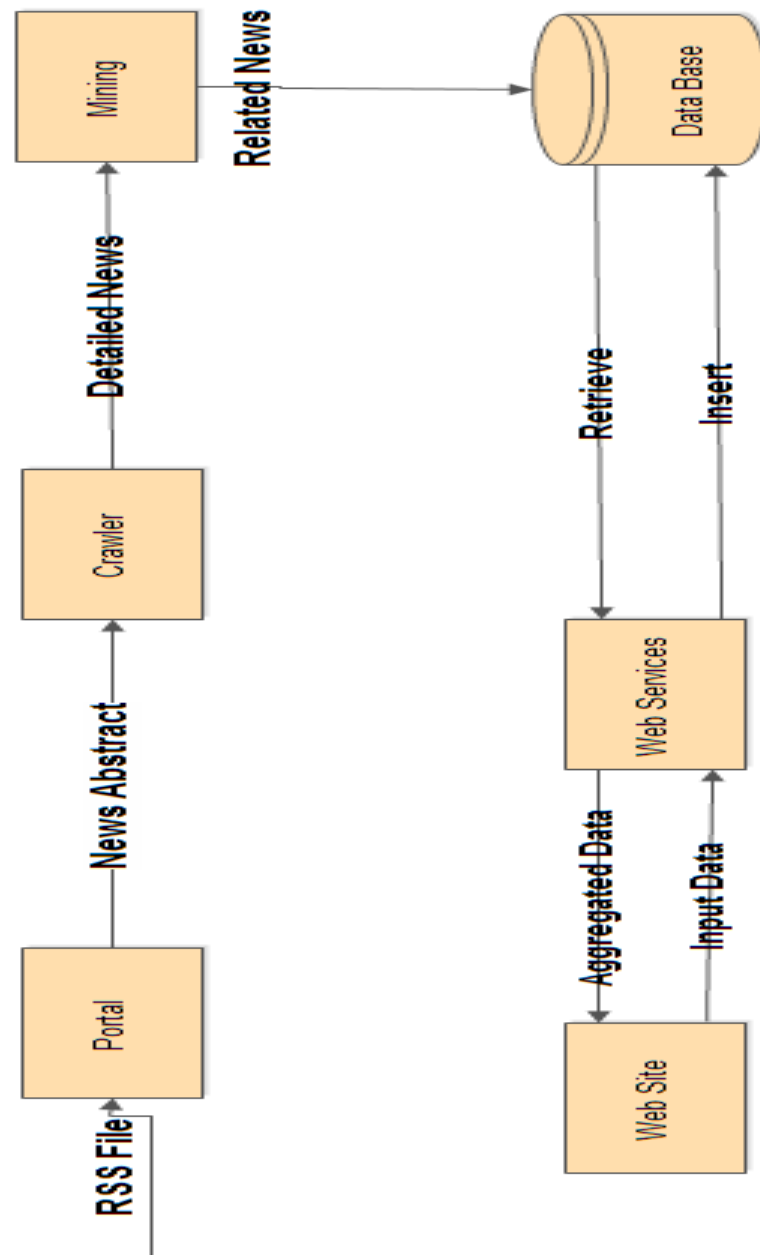 RSS File
Portal
News Abstract
Crawler
Detailed News
Mining
Related News
Data Base
Retrieve
Insert
Web Services
Aggregated Data
Input Data
Web Site